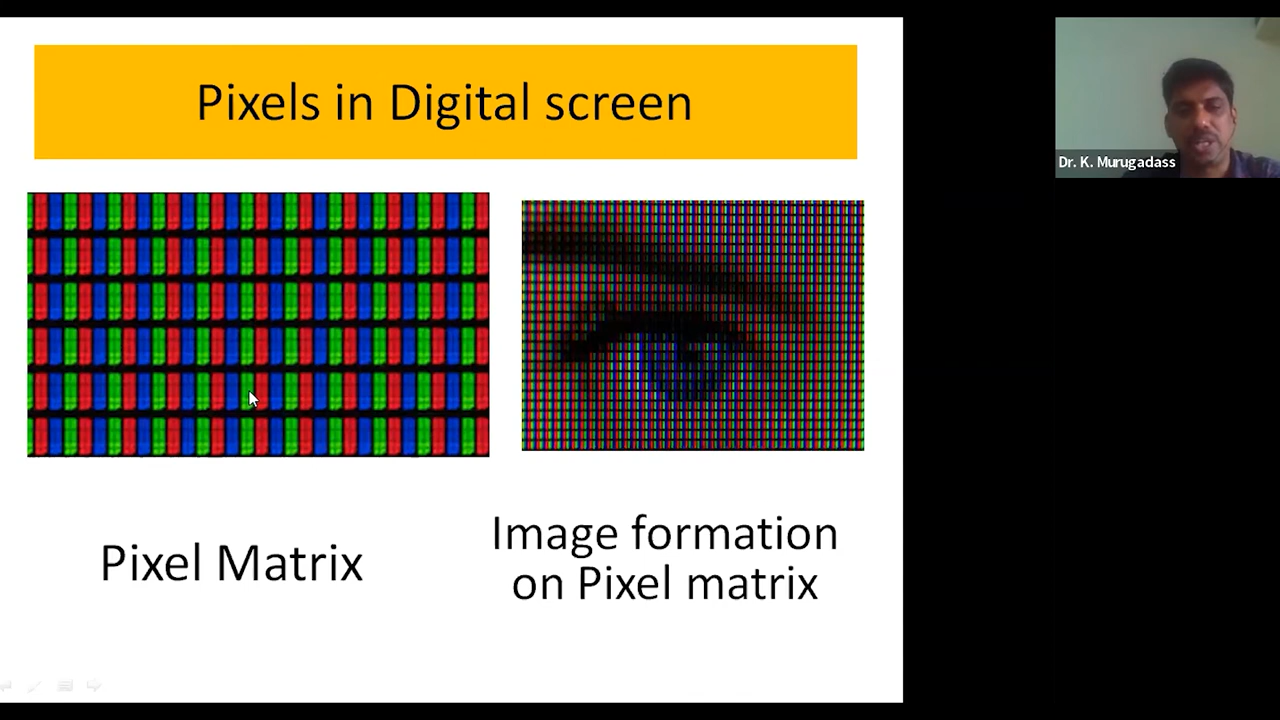 Pixels in Digital screen
Dr. K. Murugadass
Pixel Matrix
Image formation
on Pixel matrix